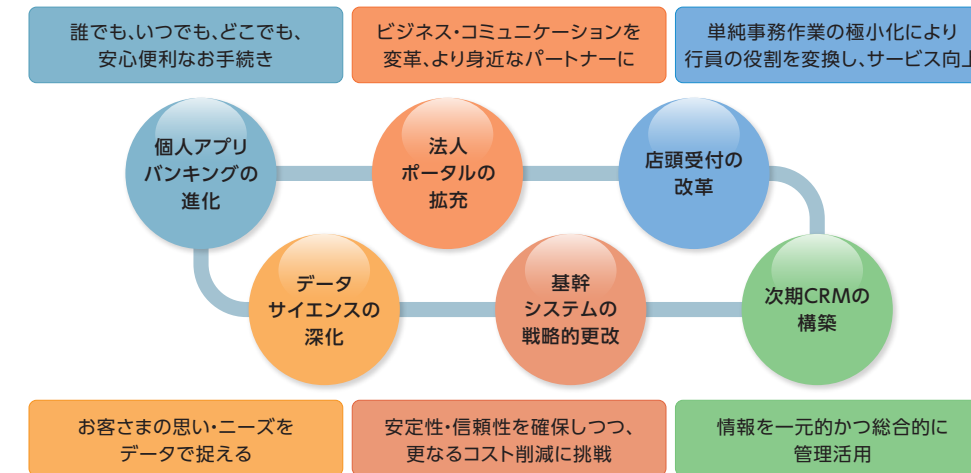 誰でも、いつでも、どこでも、
安心便利なお手続き
ビジネス・コミュニケーションを
変革、より身近なパートナーに
単純事務作業の極小化により
行員の役割を変換し、サービス向上
個人アプリ
バンキングの
進化
法人
ポータルの
拡充
店頭受付の
改革
データ
サイエンスの
深化
基幹
システムの
戦略的更改
次期CRMの
構築
お客さまの思い・ニーズを
データで捉える
安定性・信頼性を確保しつつ、
更なるコスト削減に挑戦
情報を一元的かつ総合的に
管理活用